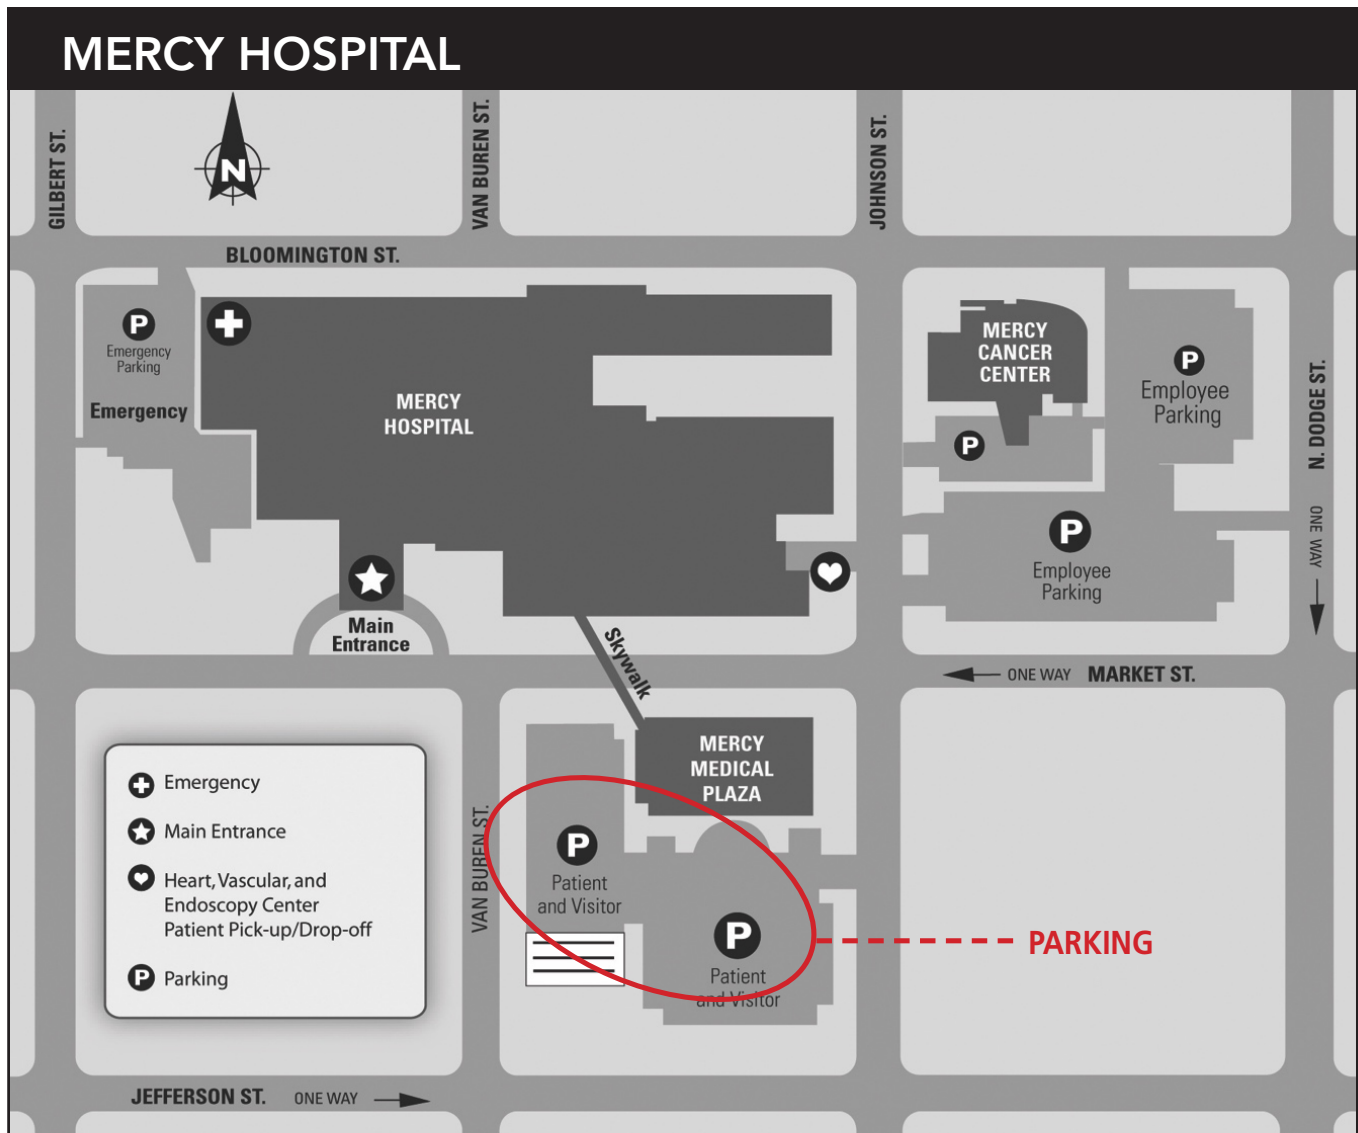 MERCY HOSPITAL
GILBERT ST.
N
VAN BUREN ST.
JOHNSON ST.
BLOOMINGTON ST.
P
Emergency
Parking
Emergency
MERCY
HOSPITAL
MERCY
CANCER
CENTER
P
P
Employee
Parking
N. DODGE ST.
ONE WAY
P
Employee
Parking
Main
Entrance
Skywalk
ONE WAY MARKET ST.
MERCY
MEDICAL
PLAZA
Emergency
Main Entrance
Heart, Vascular, and
Endoscopy Center
Patient Pick-up/Drop-off
P Parking
VAN BUREN ST.
P
Patient
and Visitor
P
Patient
and Visitor
PARKING
JEFFERSON ST. ONE WAY